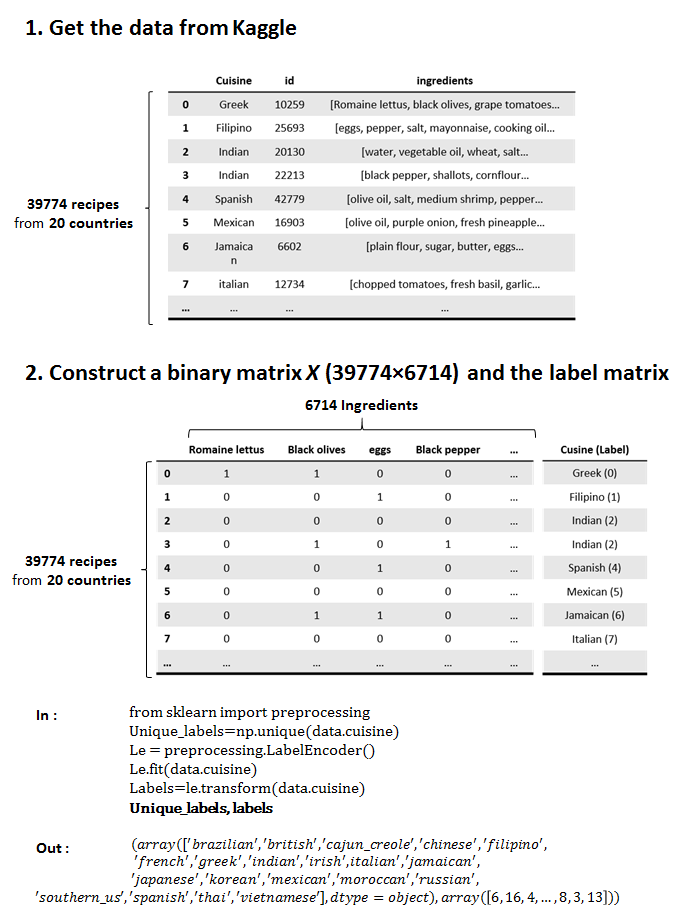 1. Get the data from Kaggle
Cuisine id ingredients
0 Greek 10259 [Romaine lettus, black olives, grape tomatoes...
1 Filipino 25693 [eggs, pepper, salt, mayonnaise, cooking oil...
2 Indian 20130 [water, vegetable oil, wheat, salt...
3 Indian 22213 [black pepper, shallots, cornflour...
4 Spanish 42779 [olive oil, salt, medium shrimp, pepper...
39774 recipes
from 20 countries
5 Mexican 16903 [olive oil, purple onion, fresh pineapple...
6 Jamaica 6602 [plain flour, sugar, butter, eggs...
n
7 italian 12734 [chopped tomatoes, fresh basil, garlic...
... ... ... ...
2. Construct a binary matrix X (39774×6714) and the label matrix
6714 Ingredients
Romaine lettus Black olives eggs Black pepper ... Cusine (Label)
0 1 1 0 0 ... Greek (0)
1 0 0 1 0 ... Filipino (1)
2 0 0 0 0 ... Indian (2)
3 0 1 0 1 ... Indian (2)
39774 recipes
from 20 countries
4 0 0 1 0 ... Spanish (4)
5 0 0 0 0 ... Mexican (5)
6 0 1 1 0 ... Jamaican (6)
7 0 0 0 0 ... Italian (7)
... ... ... ... ... ... ...
In : from sklearn import preprocessing
Unique_labels=np.unique(data.cuisine)
Le = preprocessing.LabelEncoder()
Le.fit(data.cuisine)
Labels=le.transform(data.cuisine)
Unique_labels, labels
Out : (array(['brazilian','british','cajun_creole','chinese','filipino',
'french','greek','indian','irish',italian','jamaican',
'japanese','korean','mexican','moroccan','russian',
'southern_us','spanish','thai','vietnamese'],dtype = object),array([6,16,4,...,8,3,13]))